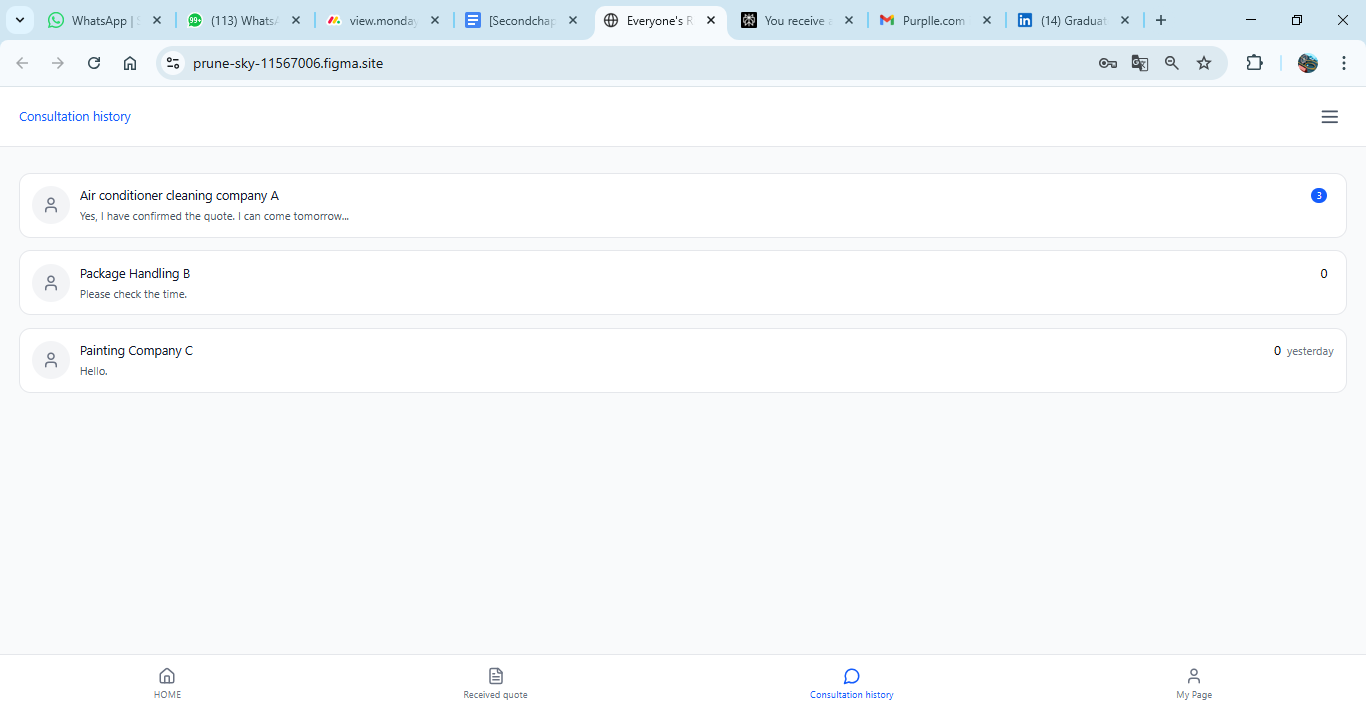 WhatsApp | S
99+
(113) WhatsA
view.monday
[Secondchap
Everyone's R
You receive a
Purplle.com
(14) Graduat
prune-sky-11567006.figma.site
Consultation history
Air conditioner cleaning company A
3
Yes, I have confirmed the quote. I can come tomorrow...
Package Handling B
0
Please check the time.
Painting Company C
0 yesterday
Hello.
HOME
Received quote
Consultation history
My Page